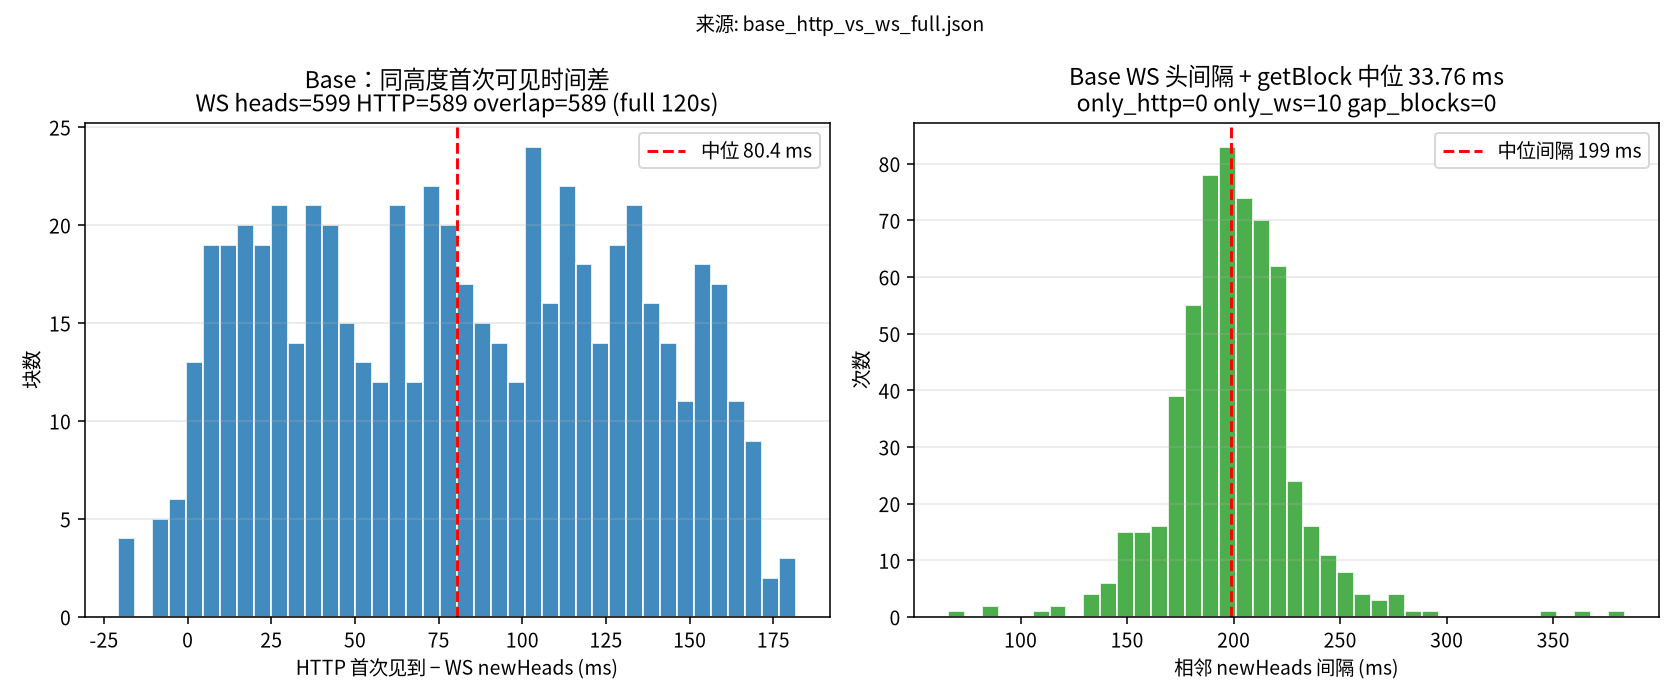 来源: base_http_vs_ws_full.json
Base：同高度首次可见时间差
WS heads=599 HTTP=589 overlap=589 (full 120s)
中位 80.4 ms
25
20
15
10
5
0
块数
-25
0
25
50
75
100
125
150
175
HTTP 首次见到 − WS newHeads (ms)
Base WS 头间隔 + getBlock 中位 33.76 ms
only_http=0 only_ws=10 gap_blocks=0
中位间隔 199 ms
80
70
60
50
40
30
20
10
0
次数
100
150
200
250
300
350
相邻 newHeads 间隔 (ms)